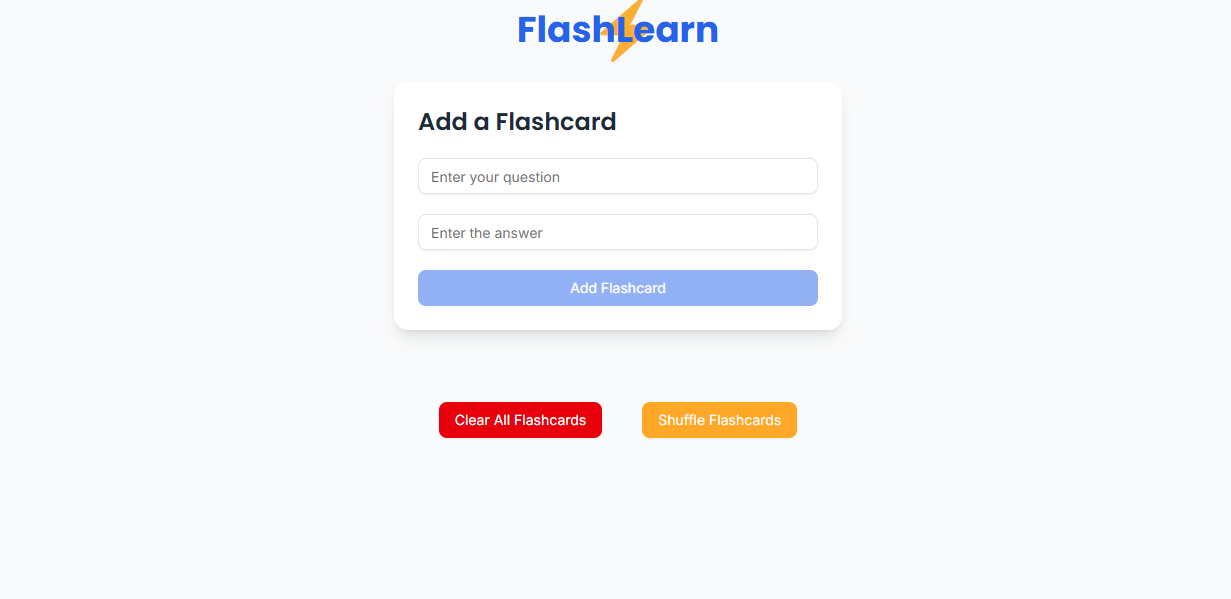 FlashLearn
Add a Flashcard
Enter your question
Enter the answer
Add Flashcard
Clear All Flashcards
Shuffle Flashcards